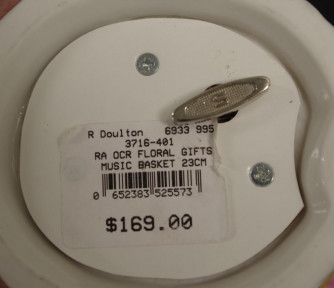 R Doulton 6933 995
3716-401
RA OCR FLORAL GIFTS
MUSIC BASKET 23CM
0 652383 525573
$169.00